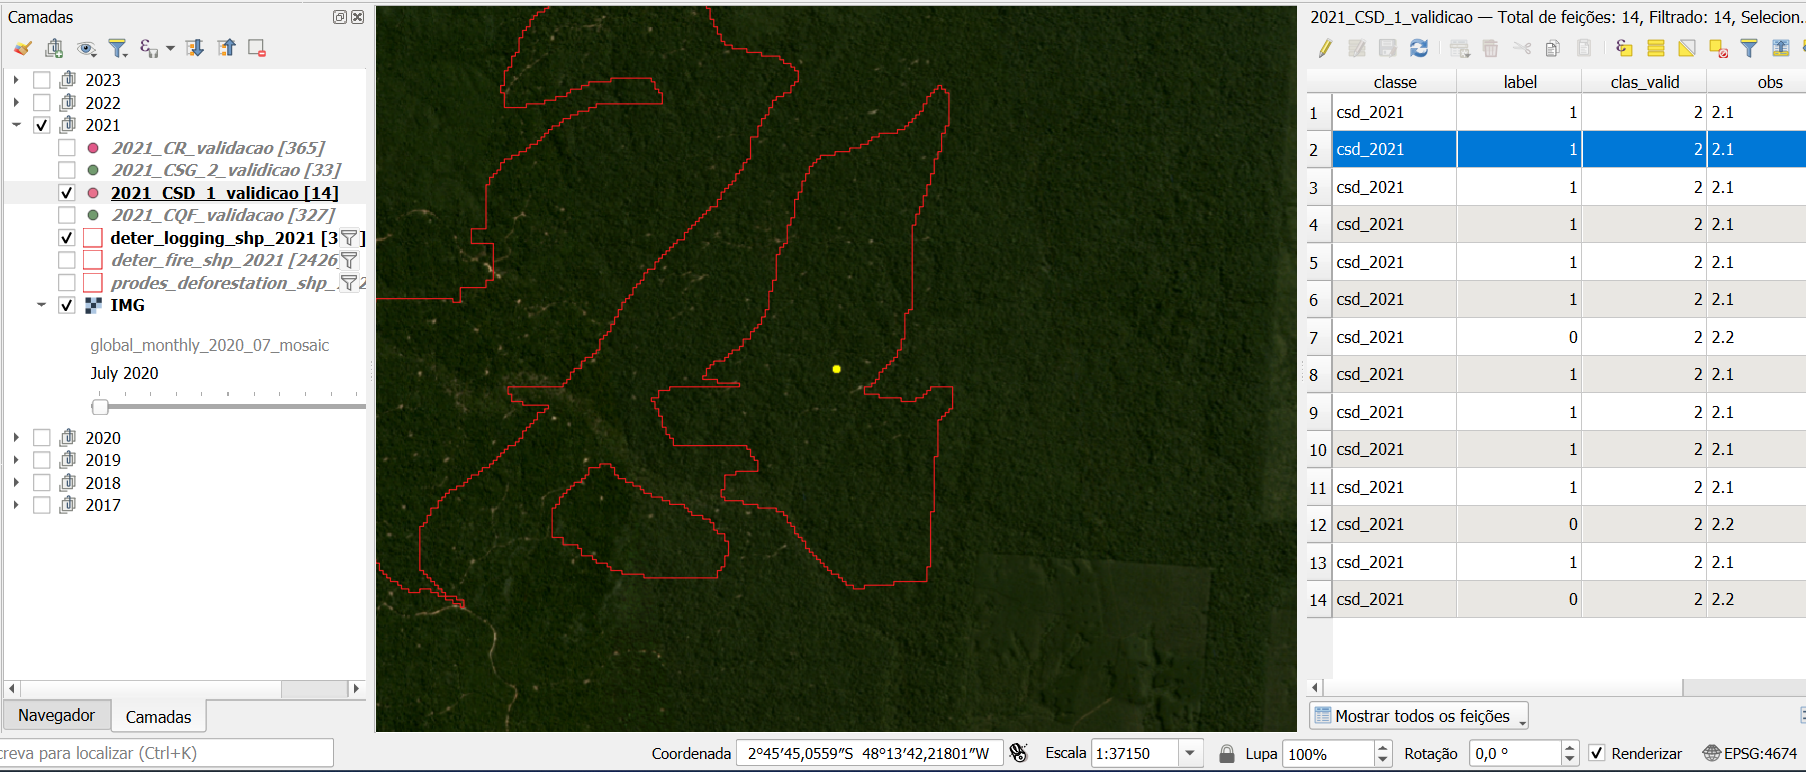 Camadas
2023
2022
2021
2021_CR_validacao [365]
2021_CSG_2_validicao [33]
2021_CSD_1_validicao [14]
2021_CQF_validacao [327]
deter_logging_shp_2021 [3
deter_fire_shp_2021 [2426
prodes_deforestation_shp_
IMG
global_monthly_2020_07_mosaic
July 2020
2020
2019
2018
2017
Navegador
Camadas
creva para localizar (Ctrl+K)
2021_CSD_1_validicao — Total de feições: 14, Filtrado: 14, Selecion...
classe label clas_valid obs
1 csd_2021 1 2 2.1
2 csd_2021 1 2 2.1
3 csd_2021 1 2 2.1
4 csd_2021 1 2 2.1
5 csd_2021 1 2 2.1
6 csd_2021 1 2 2.1
7 csd_2021 0 2 2.2
8 csd_2021 1 2 2.1
9 csd_2021 1 2 2.1
10 csd_2021 1 2 2.1
11 csd_2021 1 2 2.1
12 csd_2021 0 2 2.2
13 csd_2021 1 2 2.1
14 csd_2021 0 2 2.2
Mostrar todos os feições
Coordenada 2°45′45,0559″S 48°13′42,21801″W Escala 1:37150 Lupa 100% Rotação 0,0 ° Renderizar EPSG:4674